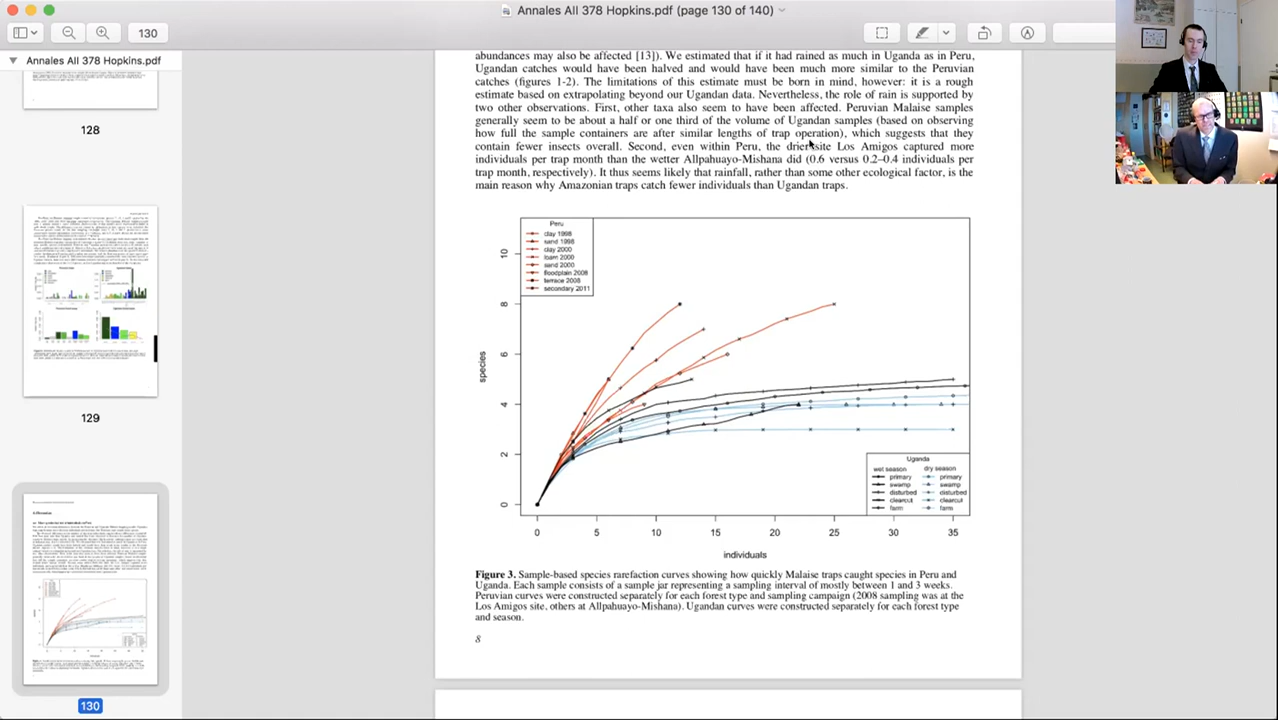 Annales All 378 Hopkins.pdf (page 130 of 140)
130
Annales All 378 Hopkins.pdf
128
129
130
abundances may also be affected [13]). We estimated that if it had rained as much in Uganda as in Peru,
Ugandan catches would have been halved and would have been much more similar to the Peruvian
catches (figures 1-2). The limitations of this estimate must be born in mind, however: it is a rough
estimate based on extrapolating beyond our Ugandan data. Nevertheless, the role of rain is supported by
two other observations. First, other taxa also seem to have been affected. Peruvian Malaise samples
generally seem to be about a half or one third of the volume of Ugandan samples (based on observing
how full the sample containers are after similar lengths of trap operation), which suggests that they
contain fewer insects overall. Second, even within Peru, the drier site Los Amigos captured more
individuals per trap month than the wetter Allpahuayo-Mishana did (0.6 versus 0.2–0.4 individuals per
trap month, respectively). It thus seems likely that rainfall, rather than some other ecological factor, is the
main reason why Amazonian traps catch fewer individuals than Ugandan traps.
Peru
clay 1998
sand 1998
clay 2000
loam 2000
sand 2000
floodplain 2008
terrace 2008
secondary 2011
10
8
6
4
2
0
species
Uganda
wet season dry season
primary primary
swamp swamp
disturbed disturbed
clearcut clearcut
farm farm
0 5 10 15 20 25 30 35
individuals
Figure 3. Sample-based species rarefaction curves showing how quickly Malaise traps caught species in Peru and
Uganda. Each sample consists of a sample jar representing a sampling interval of mostly between 1 and 3 weeks.
Peruvian curves were constructed separately for each forest type and sampling campaign (2008 sampling was at the
Los Amigos site, others at Allpahuayo-Mishana). Ugandan curves were constructed separately for each forest type
and season.
8